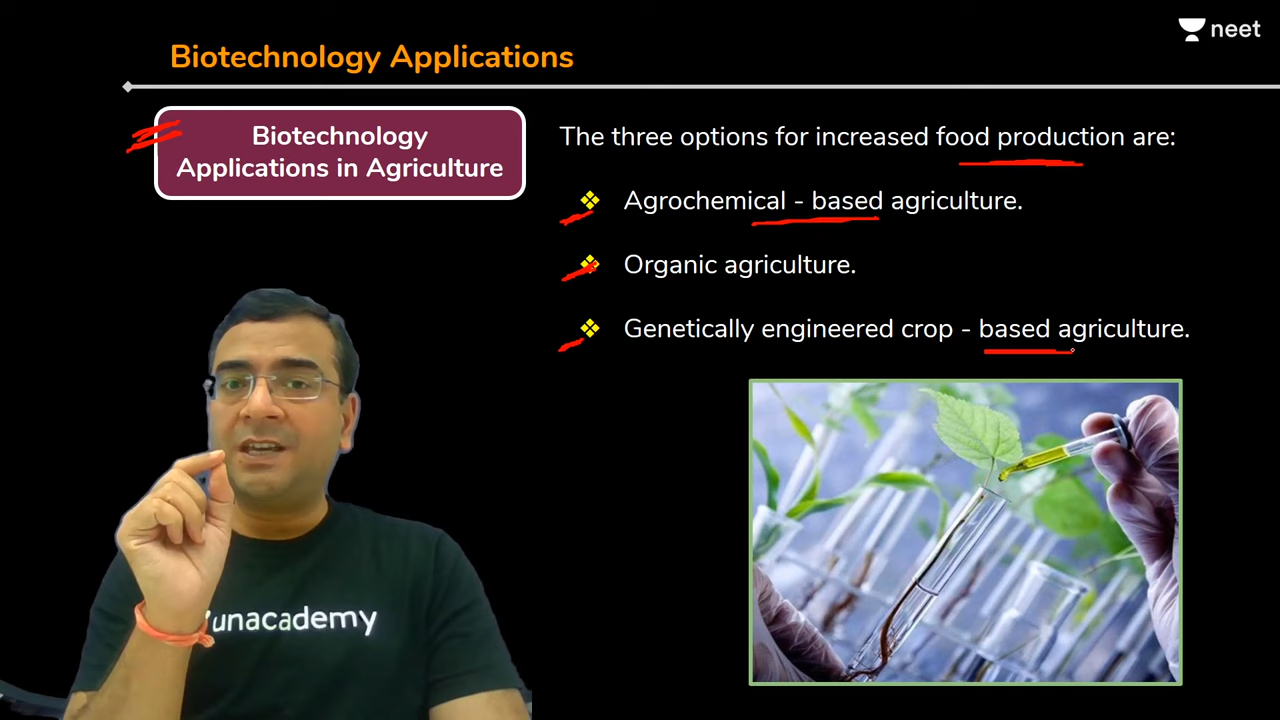 neet
Biotechnology Applications
Biotechnology
Applications in Agriculture
The three options for increased food production are:
Agrochemical - based agriculture.
Organic agriculture.
Genetically engineered crop - based agriculture.
unacademy